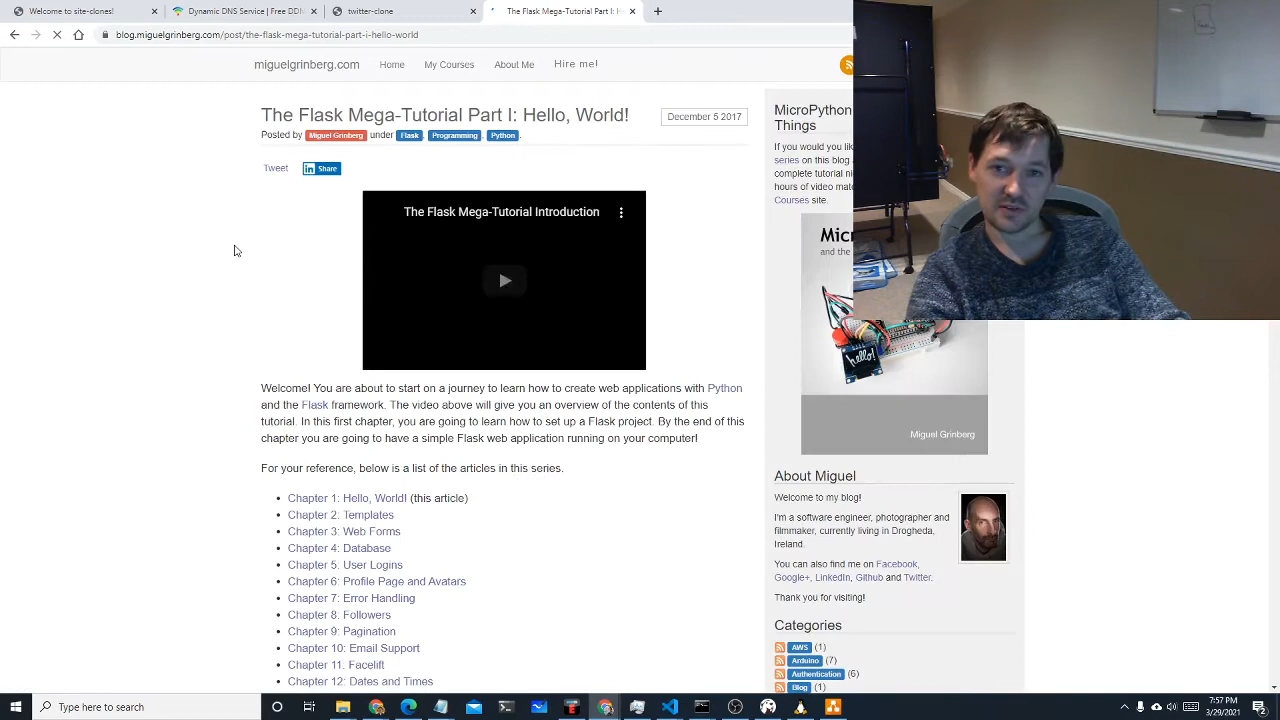 Welcome to site-clones!
Dynamic DNS Service | Free DDI
twitter-clone
The Flask Mega-Tutorial Part I: H
blog.miguelgrinberg.com/post/the-flask-mega-tutorial-part-i-hello-world
miguelgrinberg.com
Home
My Courses
About Me
Hire me!
The Flask Mega-Tutorial Part I: Hello, World!
December 5 2017
Posted by Miguel Grinberg under Flask, Programming, Python.
Tweet
in Share
The Flask Mega-Tutorial Introduction
Welcome! You are about to start on a journey to learn how to create web applications with Python
and the Flask framework. The video above will give you an overview of the contents of this
tutorial. In this first chapter, you are going to learn how to set up a Flask project. By the end of this
chapter you are going to have a simple Flask web application running on your computer!
For your reference, below is a list of the articles in this series.
• Chapter 1: Hello, World! (this article)
• Chapter 2: Templates
• Chapter 3: Web Forms
• Chapter 4: Database
• Chapter 5: User Logins
• Chapter 6: Profile Page and Avatars
• Chapter 7: Error Handling
• Chapter 8: Followers
• Chapter 9: Pagination
• Chapter 10: Email Support
• Chapter 11: Facelift
• Chapter 12: Dates and Times
MicroPython
Things
If you would you lik
series on this blog a
complete tutorial ni
hours of video mat
Courses site.
Mic
and the
hello!
Miguel Grinberg
About Miguel
Welcome to my blog!
I'm a software engineer, photographer and
filmmaker, currently living in Drogheda,
Ireland.
You can also find me on Facebook,
Google+, LinkedIn, Github and Twitter.
Thank you for visiting!
Categories
AWS (1)
Arduino (7)
Authentication (6)
Blog (1)
Type here to search
7:57 PM
3/29/2021